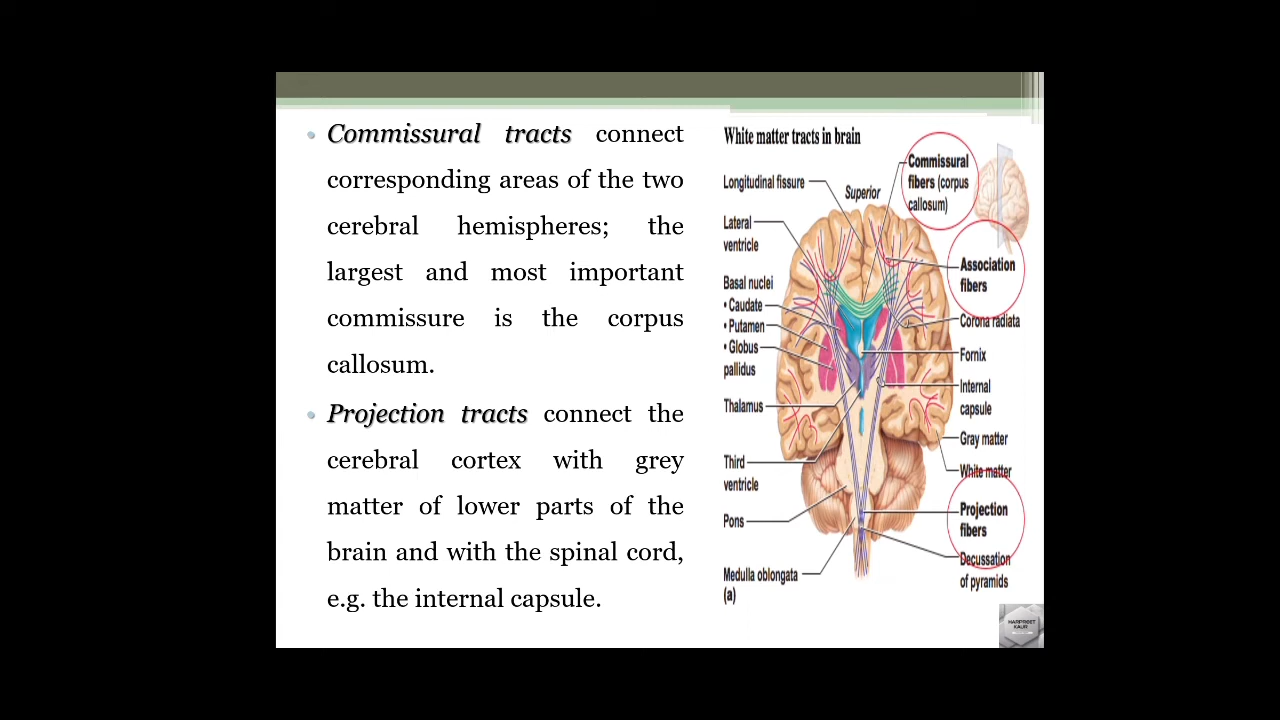 • Commissural tracts connect
corresponding areas of the two
cerebral hemispheres; the
largest and most important
commissure is the corpus
callosum.
• Projection tracts connect the
cerebral cortex with grey
matter of lower parts of the
brain and with the spinal cord,
e.g. the internal capsule.
White matter tracts in brain
Longitudinal fissure
Superior
Commissural
fibers (corpus
callosum)
Lateral
ventricle
Association
fibers
Basal nuclei
• Caudate
• Putamen
• Globus
pallidus
Corona radiata
Fornix
Internal
capsule
Thalamus
Gray matter
White matter
Third
ventricle
Projection
fibers
Pons
Decussation
of pyramids
Medulla oblongata
(a)
HARPREET
KAUR